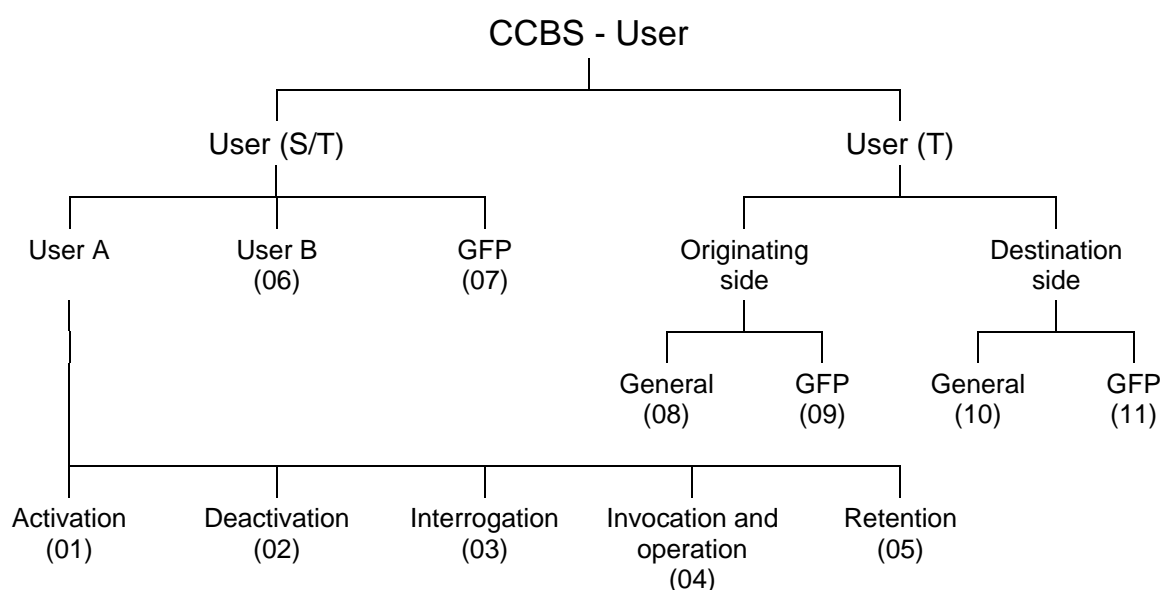 CCBS - User
User (S/T)
User (T)
User A
User B
(06)
GFP
(07)
Originating
side
Destination
side
General
(08)
GFP
(09)
General
(10)
GFP
(11)
Activation
(01)
Deactivation
(02)
Interrogation
(03)
Invocation and
operation
(04)
Retention
(05)